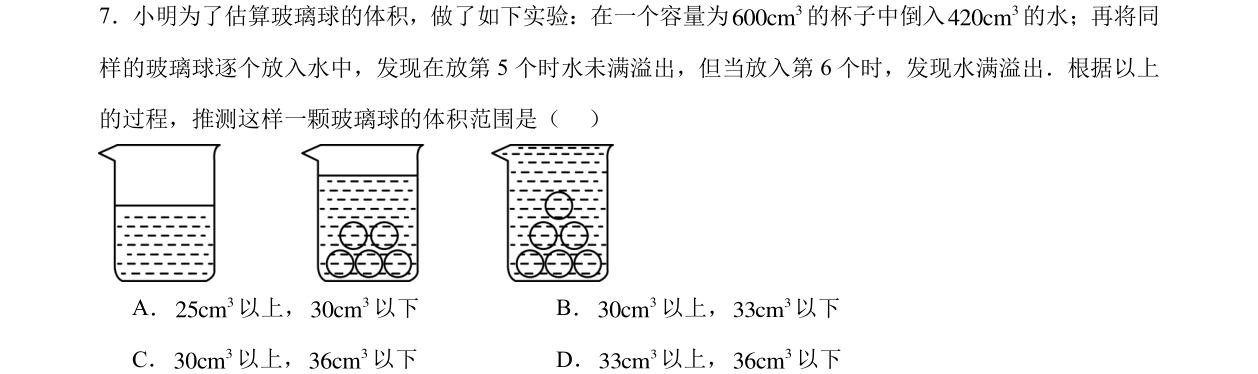 7．小明为了估算玻璃球的体积，做了如下实验：在一个容量为600cm³的杯子中倒入420cm³的水；再将同
样的玻璃球逐个放入水中，发现在放第 5 个时水未满溢出，但当放入第 6 个时，发现水满溢出．根据以上
的过程，推测这样一颗玻璃球的体积范围是（ ）
A．25cm³以上，30cm³以下 B．30cm³以上，33cm³以下
C．30cm³以上，36cm³以下 D．33cm³以上，36cm³以下